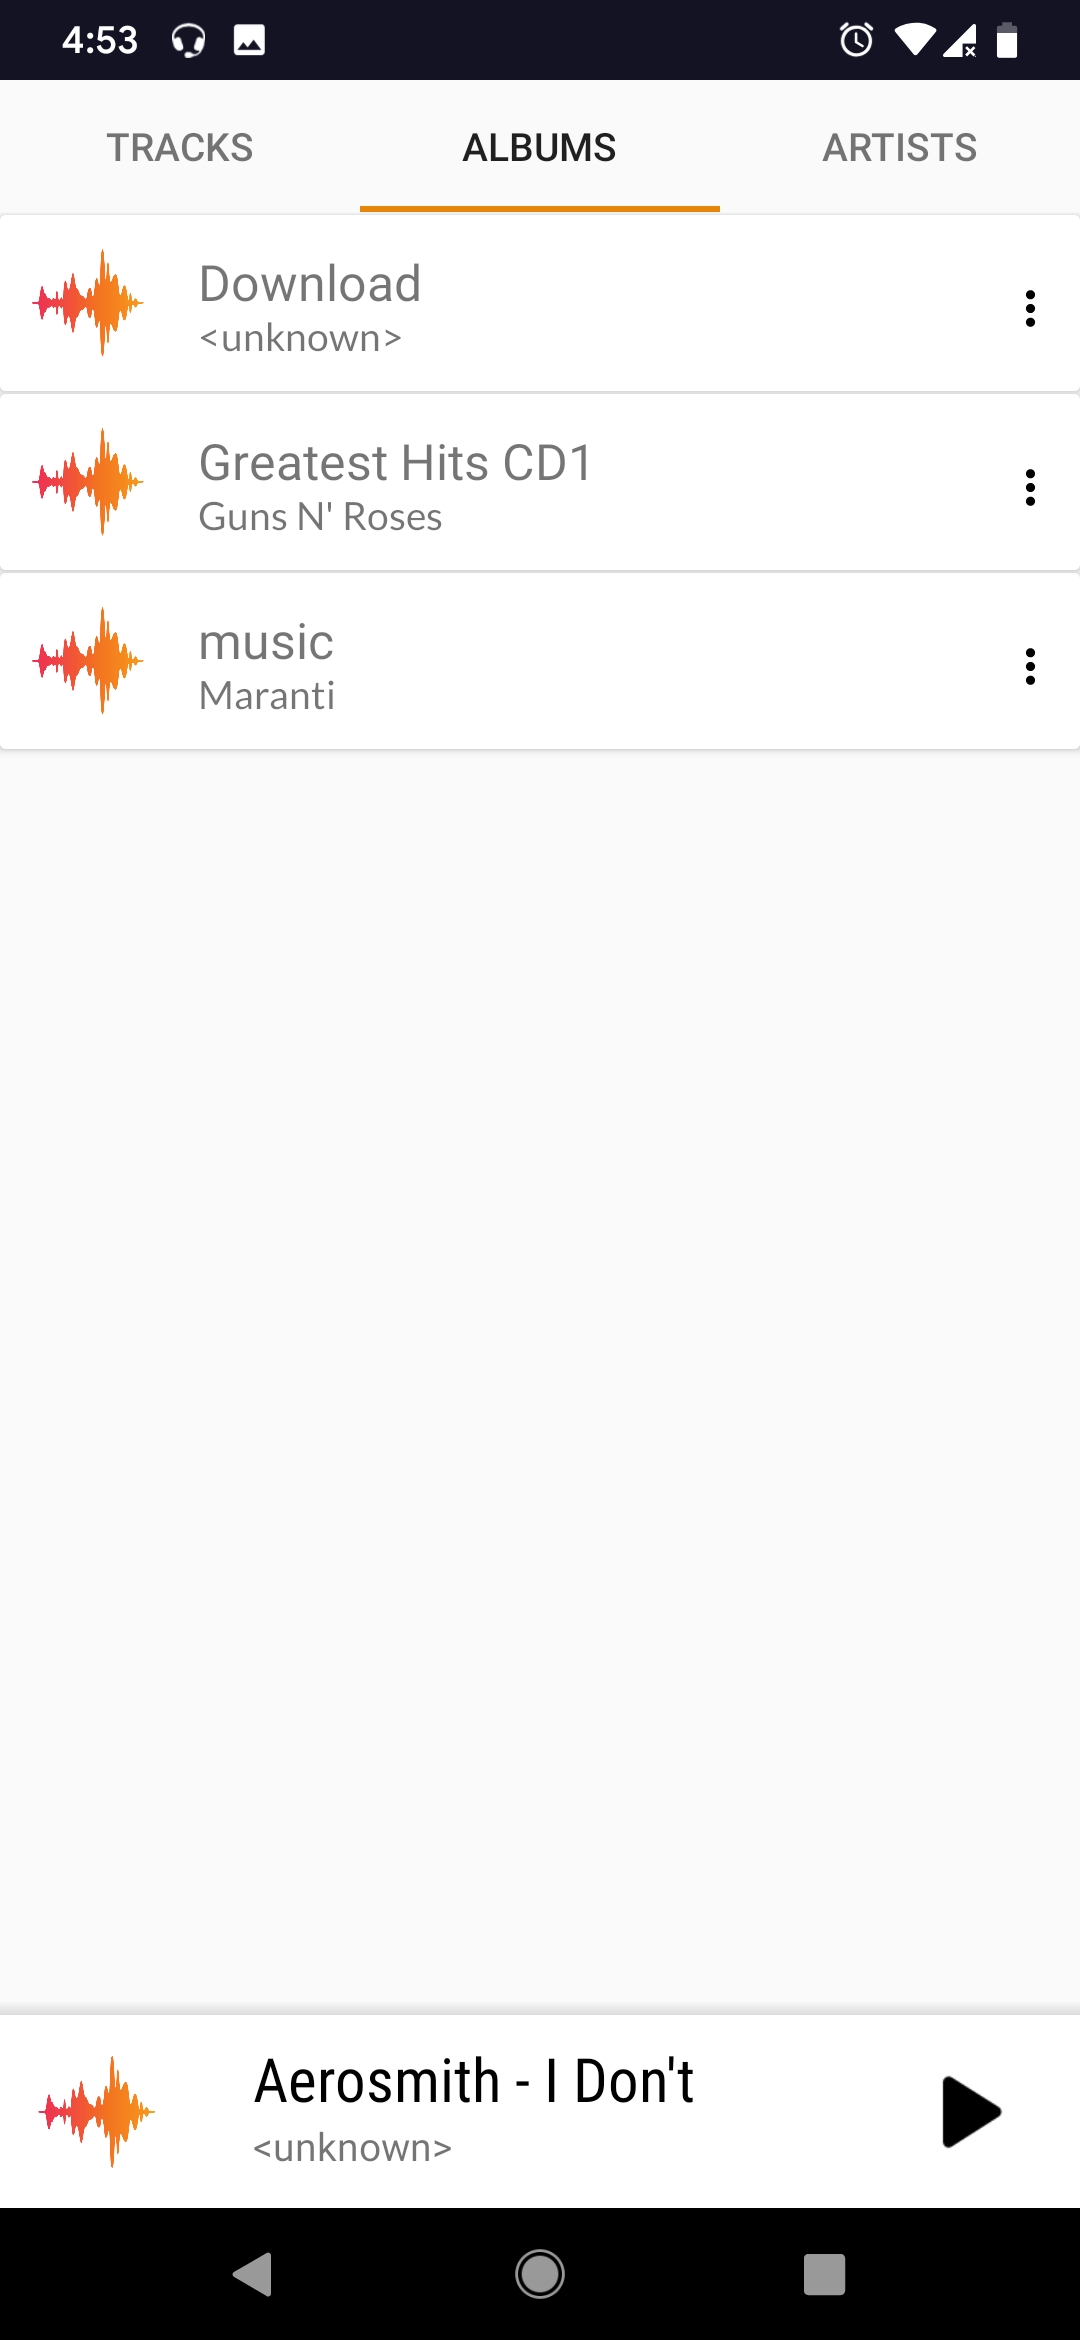 4:53
TRACKS ALBUMS ARTISTS
Download
<unknown>
Greatest Hits CD1
Guns N' Roses
music
Maranti
Aerosmith - I Don't
<unknown>